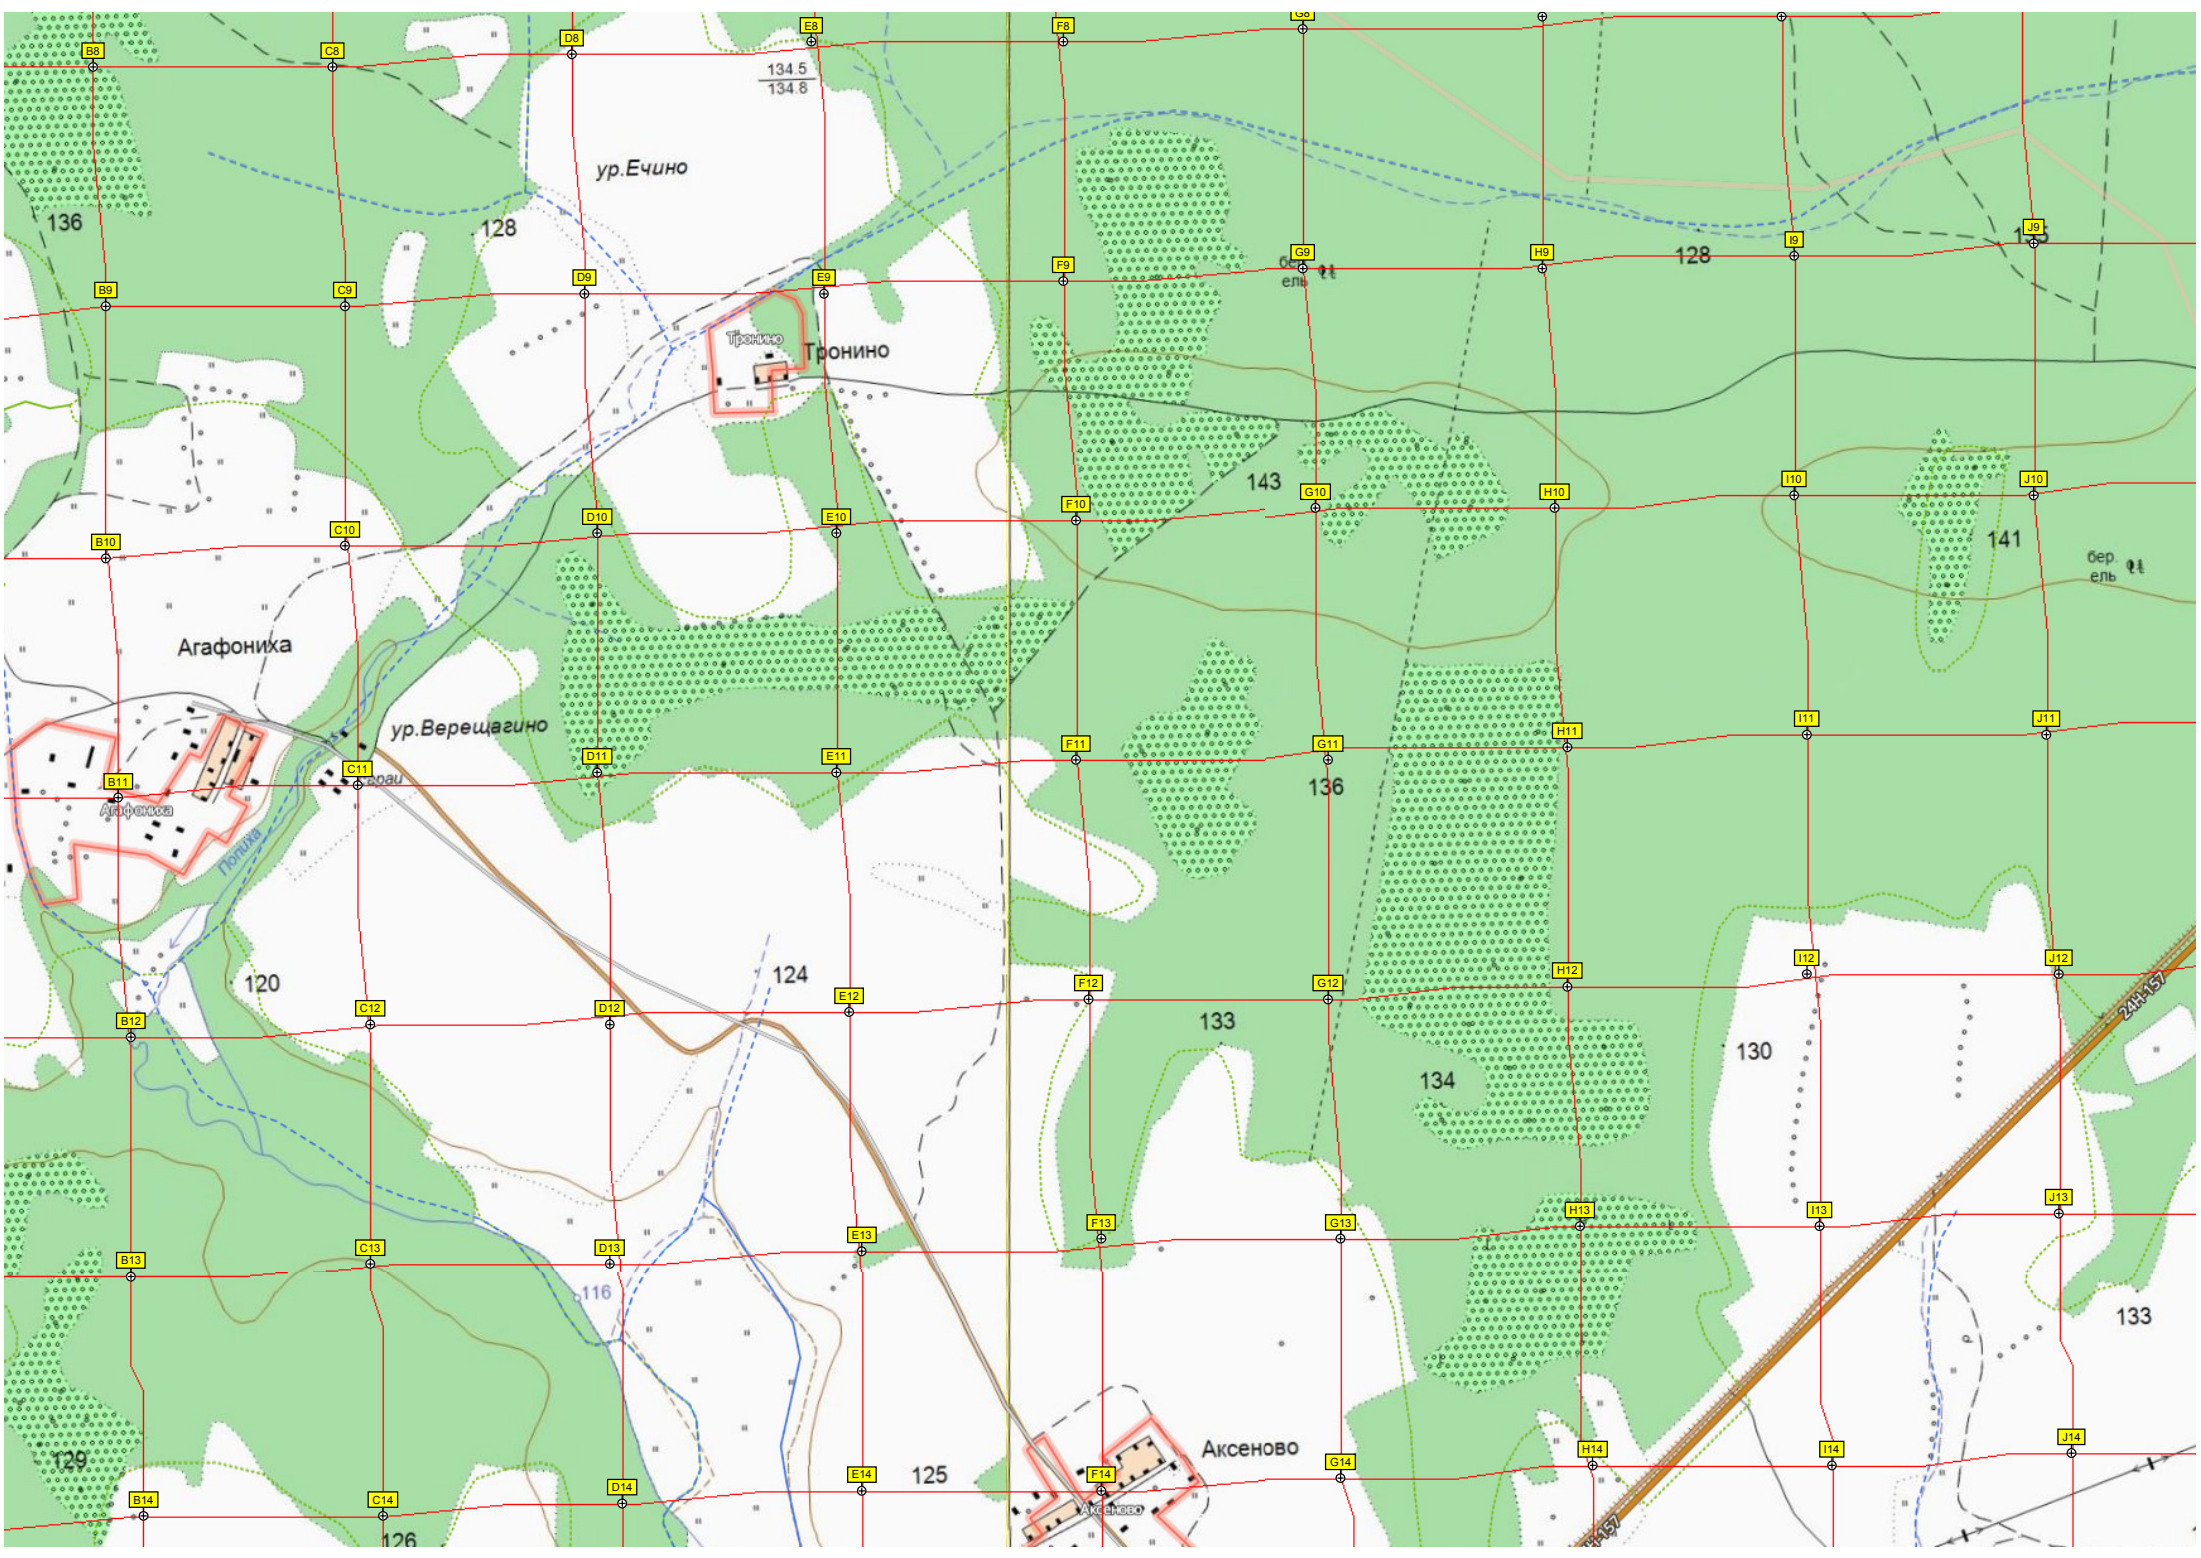 E8
F8
G8
B8
C8
D8
134.5
134.8
ур.Ечино
136
128
J9
I9
128
G9
H9
бер.
ель
F9
E9
D9
B9
C9
Тронино
Тронино
143
I10
J10
G10
H10
F10
D10
E10
C10
B10
141
бер.
ель
Агафониха
ур.Верещагино
I11
J11
H11
G11
F11
D11
E11
C11
B11
136
Агафониха
Попиха
120
124
I12
J12
H12
G12
F12
E12
D12
C12
B12
24Н-157
133
130
134
J13
I13
H13
G13
F13
E13
D13
C13
B13
116
133
Аксеново
J14
I14
H14
G14
F14
E14
D14
C14
B14
129
125
Аксеново
126